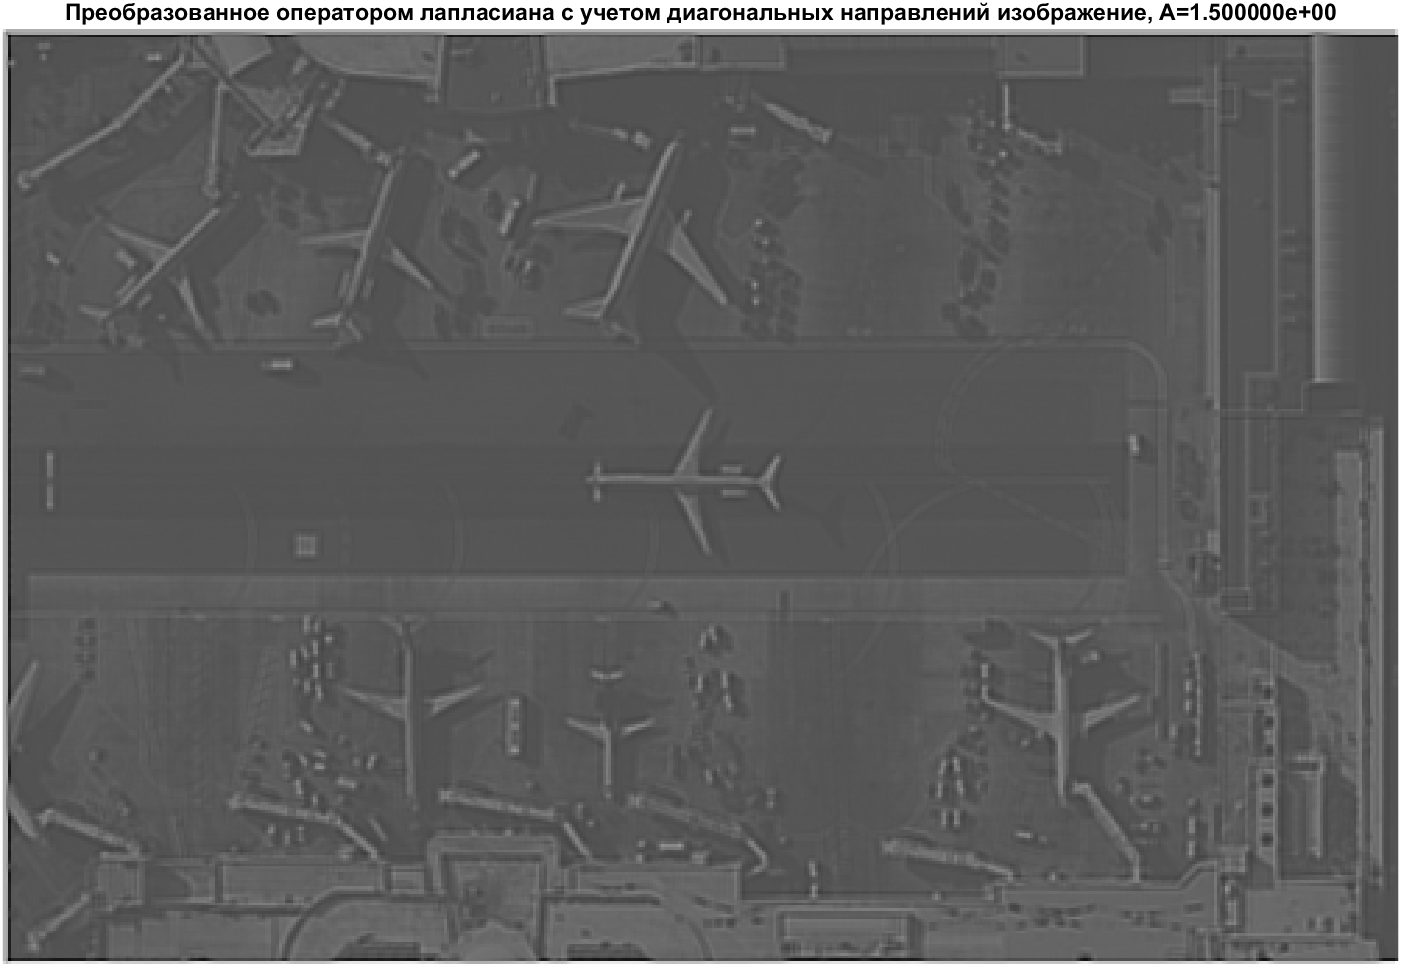 Преобразованное оператором лапласиана с учетом диагональных направлений изображение, A=1.500000e+00